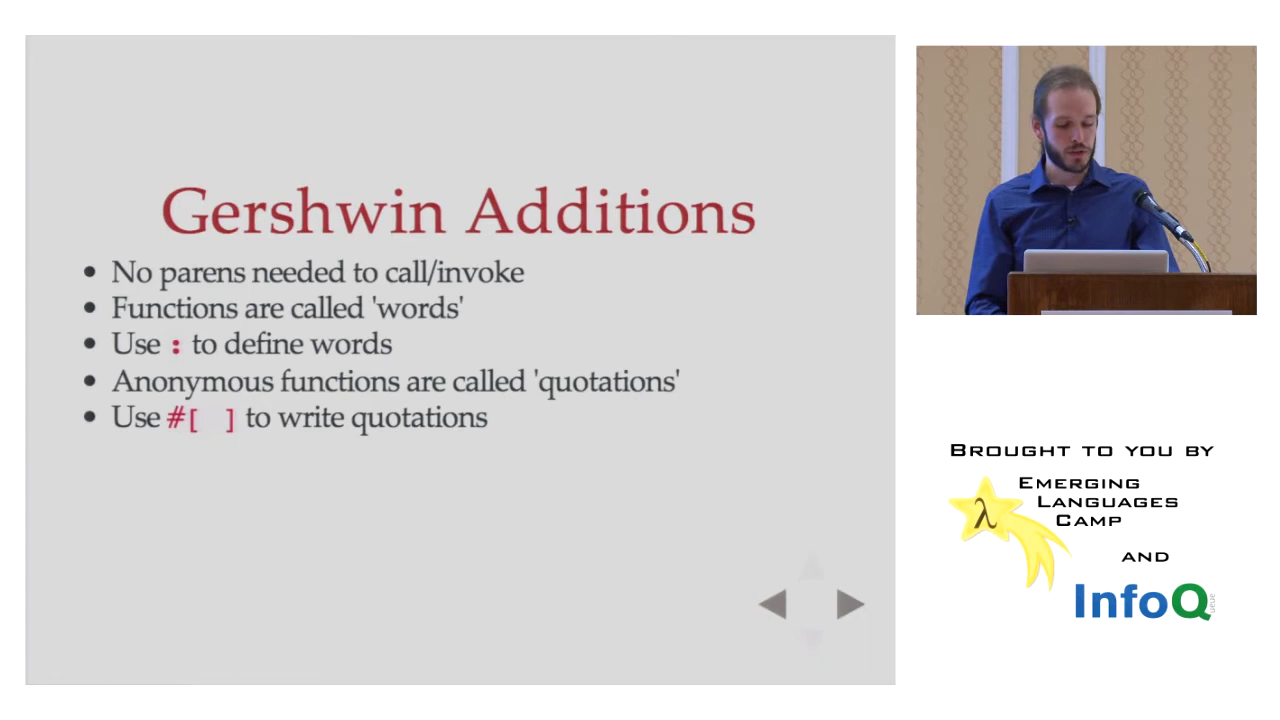 Gershwin Additions
• No parens needed to call/invoke
• Functions are called 'words'
• Use : to define words
• Anonymous functions are called 'quotations'
• Use #[ ] to write quotations
BROUGHT TO YOU BY
λ
EMERGING
LANGUAGES
CAMP
AND
InfoQ
ueue